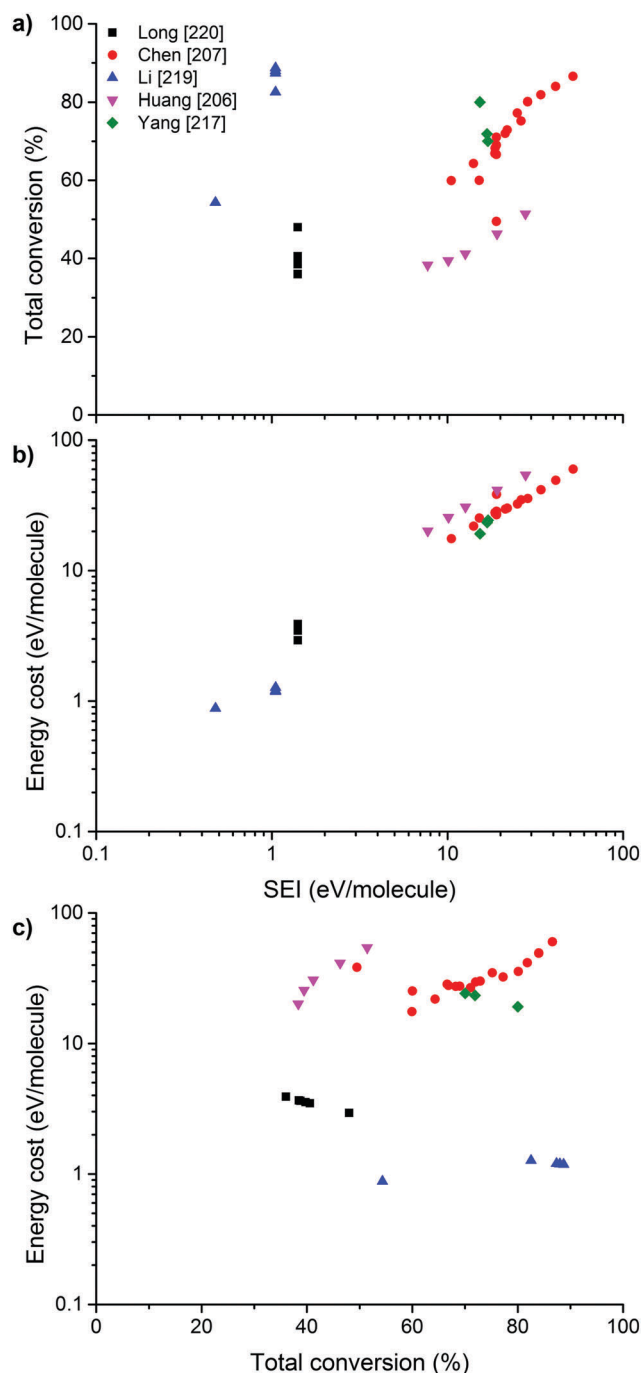 a)
Long [220]
Chen [207]
Li [219]
Huang [206]
Yang [217]
100
80
60
40
20
0
Total conversion (%)
b)
100
10
1
0.1
Energy cost (eV/molecule)
0.1 1 10 100
SEI (eV/molecule)
c)
100
10
1
0.1
Energy cost (eV/molecule)
0 20 40 60 80 100
Total conversion (%)